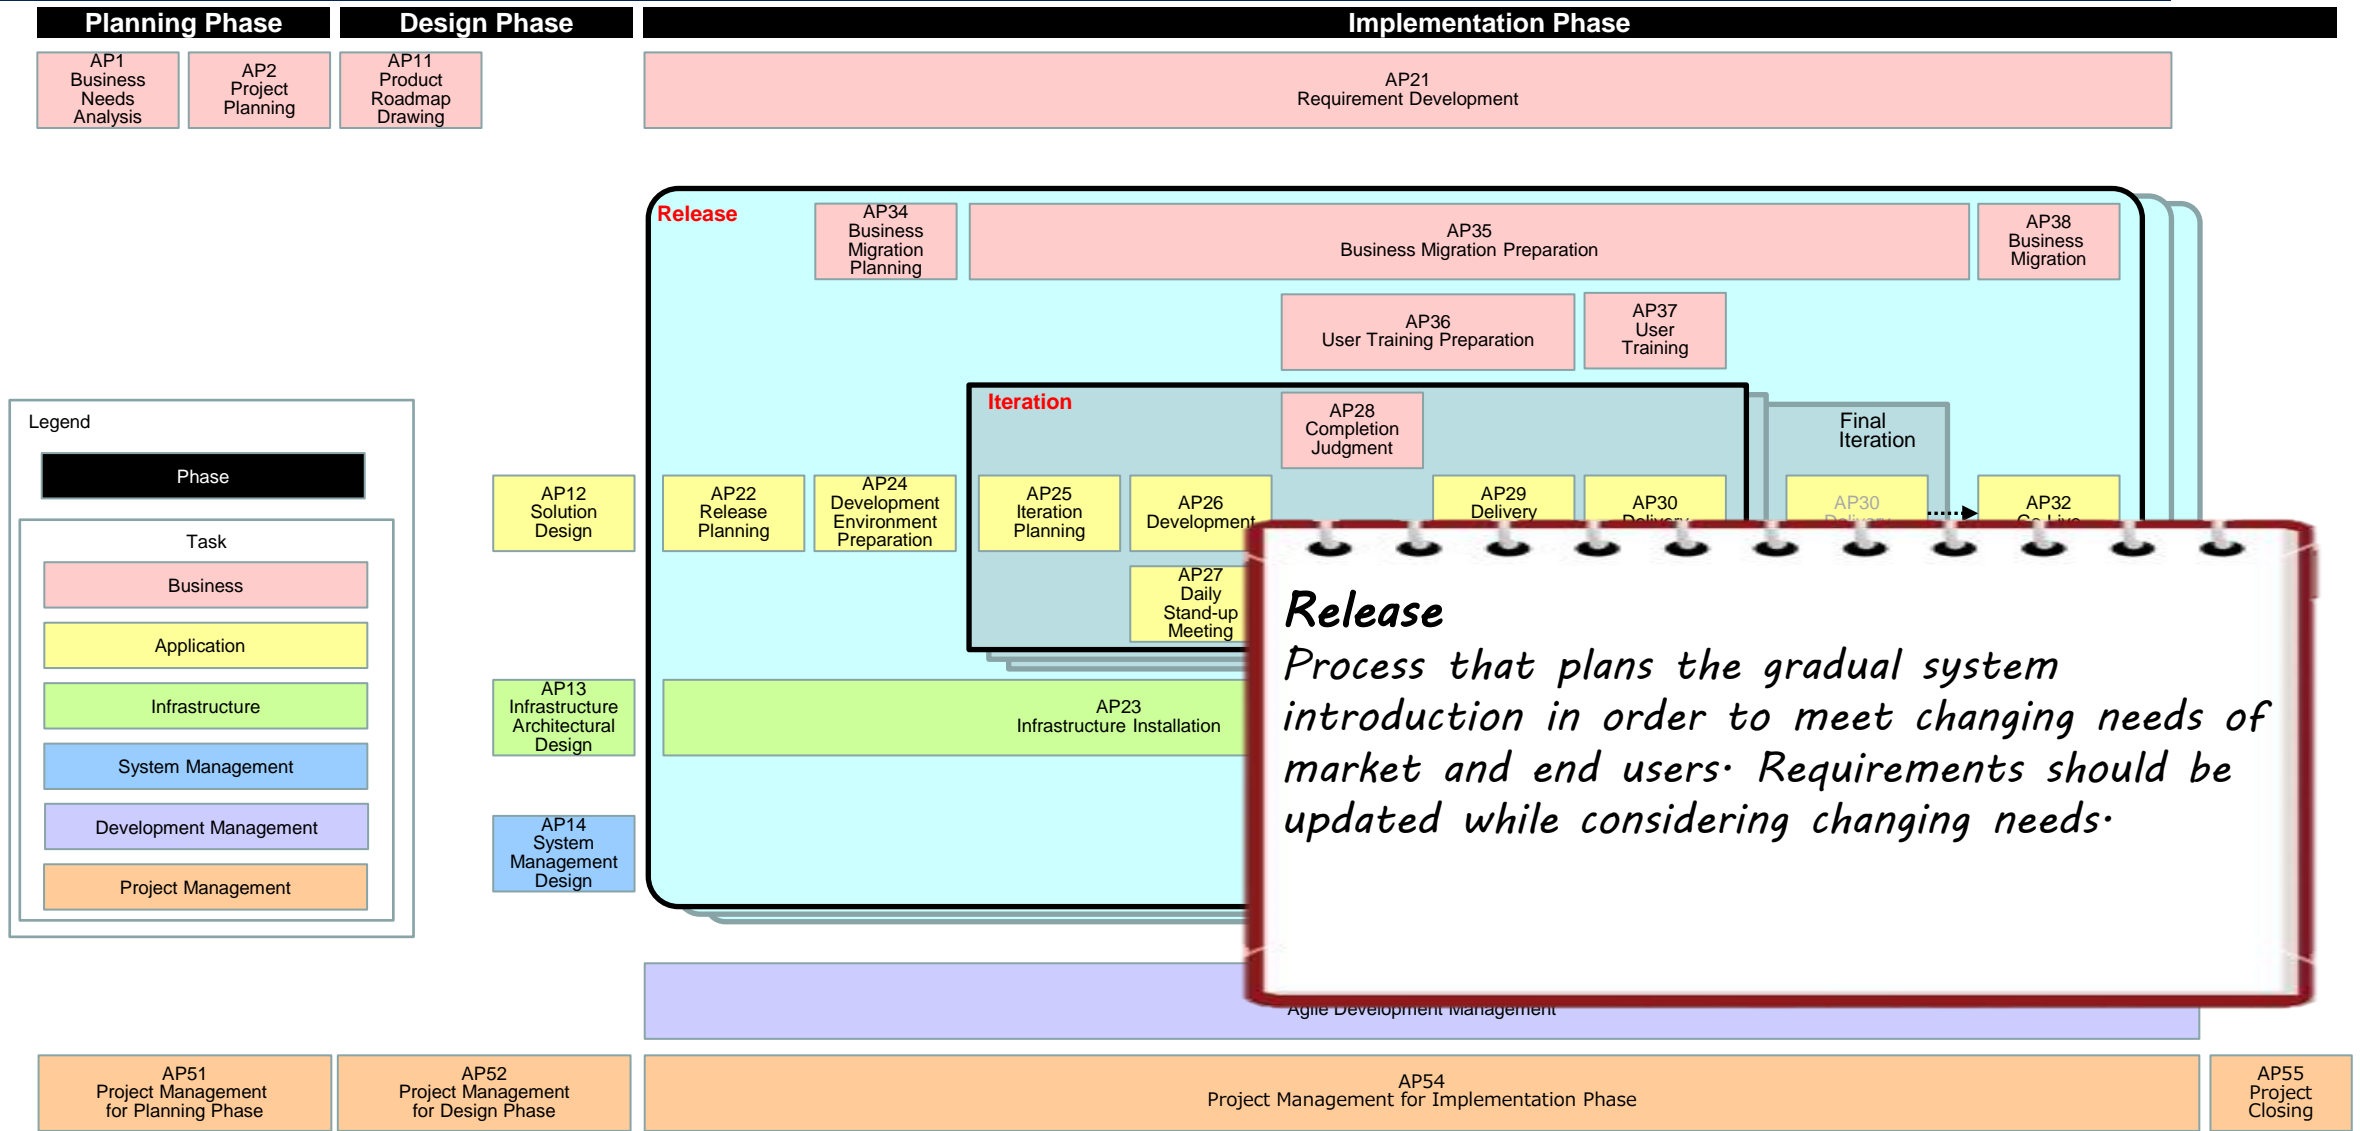 Planning Phase
Design Phase
Implementation Phase
AP1
Business
Needs
Analysis
AP2
Project
Planning
AP11
Product
Roadmap
Drawing
AP21
Requirement Development
Release
AP34
Business
Migration
Planning
AP35
Business Migration Preparation
AP38
Business
Migration
AP36
User Training Preparation
AP37
User
Training
Iteration
AP28
Completion
Judgment
Final
Iteration
Legend
Phase
Task
Business
Application
Infrastructure
System Management
Development Management
Project Management
AP12
Solution
Design
AP22
Release
Planning
AP24
Development
Environment
Preparation
AP25
Iteration
Planning
AP26
Development
AP29
Delivery
AP30
Delivery
AP30
Delivery
AP32
Go-Live
AP27
Daily
Stand-up
Meeting
AP13
Infrastructure
Architectural
Design
AP23
Infrastructure Installation
AP14
System
Management
Design
Release
Process that plans the gradual system
introduction in order to meet changing needs of
market and end users. Requirements should be
updated while considering changing needs.
Agile Development Management
AP51
Project Management
for Planning Phase
AP52
Project Management
for Design Phase
AP54
Project Management for Implementation Phase
AP55
Project
Closing